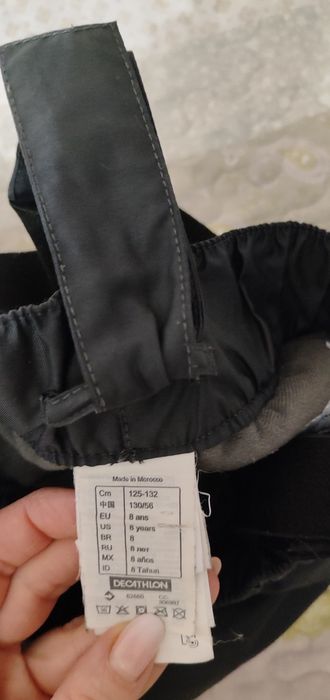 Made in Morocco
Cm 125-132
中国 130/56
EU 8 ans
US 8 years
BR 8
RU 8 лет
MX 8 años
ID 8 Tahun
DECATHLON
CC: